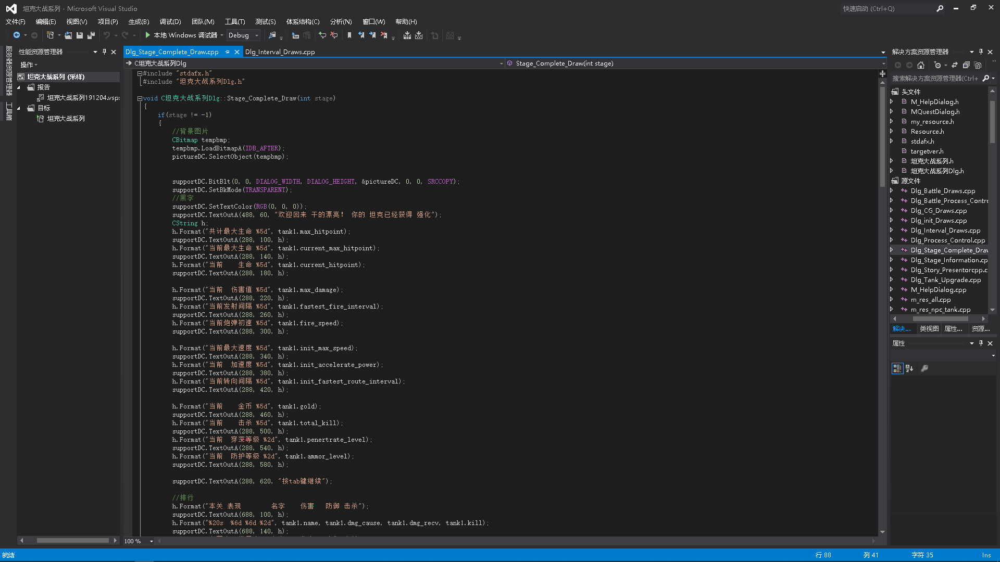 坦克大战系列 - Microsoft Visual Studio
快速启动 (Ctrl+Q)
文件(F) 编辑(E) 视图(V) 项目(P) 生成(B) 调试(D) 团队(M) 工具(T) 测试(S) 体系结构(C) 分析(N) 窗口(W) 帮助(H)
本地 Windows 调试器 Debug
服务器资源管理器
工具箱
性能资源管理器
操作
坦克大战系列 (采样)
报告
坦克大战系列191204.vsp
目标
坦克大战系列
Dlg_Stage_Complete_Draw.cpp Dlg_Interval_Draws.cpp
C坦克大战系列Dlg Stage_Complete_Draw(int stage)
#include "stdafx.h"
#include "坦克大战系列Dlg.h"
void C坦克大战系列Dlg::Stage_Complete_Draw(int stage)
{
if(stage != -1)
{
//背景图片
CBitmap tempbmp;
tempbmp.LoadBitmapA(IDB_AFTER);
pictureDC.SelectObject(tempbmp);
supportDC.BitBlt(0, 0, DIALOG_WIDTH, DIALOG_HEIGHT, &pictureDC, 0, 0, SRCCOPY);
supportDC.SetBkMode(TRANSPARENT);
//黑字
supportDC.SetTextColor(RGB(0, 0, 0));
supportDC.TextOutA(488, 60, "欢迎回来 干的漂亮! 你的 坦克已经获得 强化");
CString h;
h.Format("共计最大生命 %5d", tank1.max_hitpoint);
supportDC.TextOutA(288, 100, h);
h.Format("当前最大生命 %5d", tank1.current_max_hitpoint);
supportDC.TextOutA(288, 140, h);
h.Format("当前    生命 %5d", tank1.current_hitpoint);
supportDC.TextOutA(288, 180, h);
h.Format("当前  伤害值 %5d", tank1.max_damage);
supportDC.TextOutA(288, 220, h);
h.Format("当前发射间隔 %5d", tank1.fastest_fire_interval);
supportDC.TextOutA(288, 260, h);
h.Format("当前炮弹初速 %5d", tank1.fire_speed);
supportDC.TextOutA(288, 300, h);
h.Format("当前最大速度 %5d", tank1.init_max_speed);
supportDC.TextOutA(288, 340, h);
h.Format("当前  加速度 %5d", tank1.init_accelerate_power);
supportDC.TextOutA(288, 380, h);
h.Format("当前转向间隔 %5d", tank1.init_fastest_route_interval);
supportDC.TextOutA(288, 420, h);
h.Format("当前    金币 %5d", tank1.gold);
supportDC.TextOutA(288, 460, h);
h.Format("当前    击杀 %5d", tank1.total_kill);
supportDC.TextOutA(288, 500, h);
h.Format("当前  穿深等级 %2d", tank1.penertrate_level);
supportDC.TextOutA(288, 540, h);
h.Format("当前  防护等级 %2d", tank1.ammor_level);
supportDC.TextOutA(288, 580, h);
supportDC.TextOutA(288, 620, "按tab键继续");
//排行
h.Format("本关 表现        名字    伤害   防御 击杀");
supportDC.TextOutA(688, 100, h);
h.Format("%20s  %6d %6d %2d", tank1.name, tank1.dmg_cause, tank1.dmg_recv, tank1.kill);
supportDC.TextOutA(688, 140, h);
100 %
解决方案资源管理器
搜索解决方案资源管理器(Ctrl+
头文件
M_HelpDialog.h
MQuestDialog.h
my_resource.h
Resource.h
stdafx.h
targetver.h
坦克大战系列.h
坦克大战系列Dlg.h
源文件
Dlg_Battle_Draws.cpp
Dlg_Battle_Process_Contro
Dlg_CG_Draws.cpp
Dlg_init_Draws.cpp
Dlg_Interval_Draws.cpp
Dlg_Process_Control.cpp
Dlg_Stage_Complete_Draw
Dlg_Stage_Information.cp
Dlg_Story_Presentorcpp.c
Dlg_Tank_Upgrade.cpp
M_HelpDialog.cpp
m_res_all.cpp
m_res_npc_tank.cpp
解决... 类视图 属性... 资源...
属性
就绪 行 88 列 41 字符 35 Ins